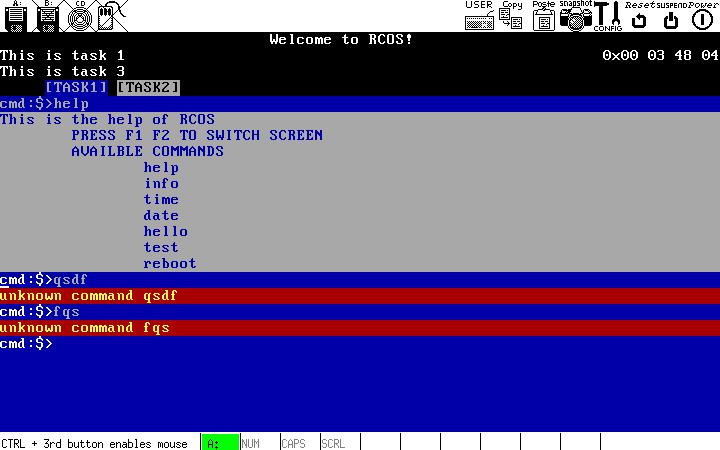 A: B: CD USER Copy Paste snapshot CONFIG Reset SUSPEND Power
Welcome to RCOS!
This is task 1 0x00 03 48 04
This is task 3
[TASK1] [TASK2]
cmd:$>help
This is the help of RCOS
PRESS F1 F2 TO SWITCH SCREEN
AVAILBLE COMMANDS
help
info
time
date
hello
test
reboot
cmd:$>qsdf
unknown command qsdf
cmd:$>fqs
unknown command fqs
cmd:$>
CTRL + 3rd button enables mouse A: NUM CAPS SCRL